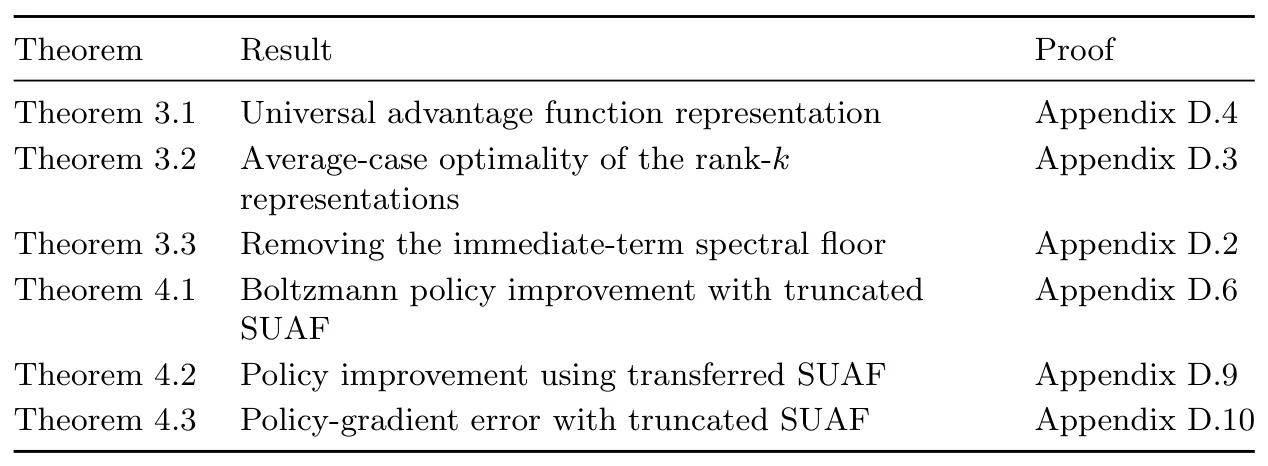 Theorem Result Proof
Theorem 3.1 Universal advantage function representation Appendix D.4
Theorem 3.2 Average-case optimality of the rank-k Appendix D.3
representations
Theorem 3.3 Removing the immediate-term spectral floor Appendix D.2
Theorem 4.1 Boltzmann policy improvement with truncated Appendix D.6
SUAF
Theorem 4.2 Policy improvement using transferred SUAF Appendix D.9
Theorem 4.3 Policy-gradient error with truncated SUAF Appendix D.10